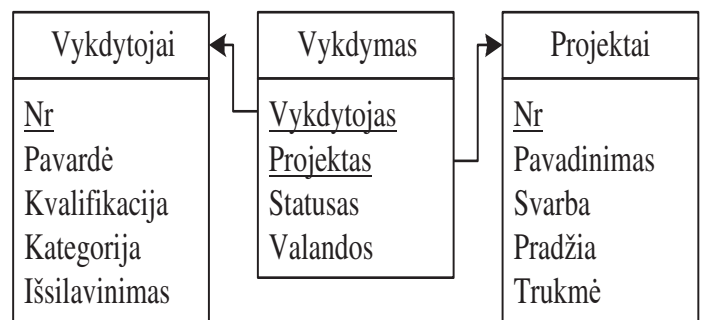 Vykdytojai
Nr
Pavardė
Kvalifikacija
Kategorija
Išsilavinimas
Vykdymas
Vykdytojas
Projektas
Statusas
Valandos
Projektai
Nr
Pavadinimas
Svarba
Pradžia
Trukmė